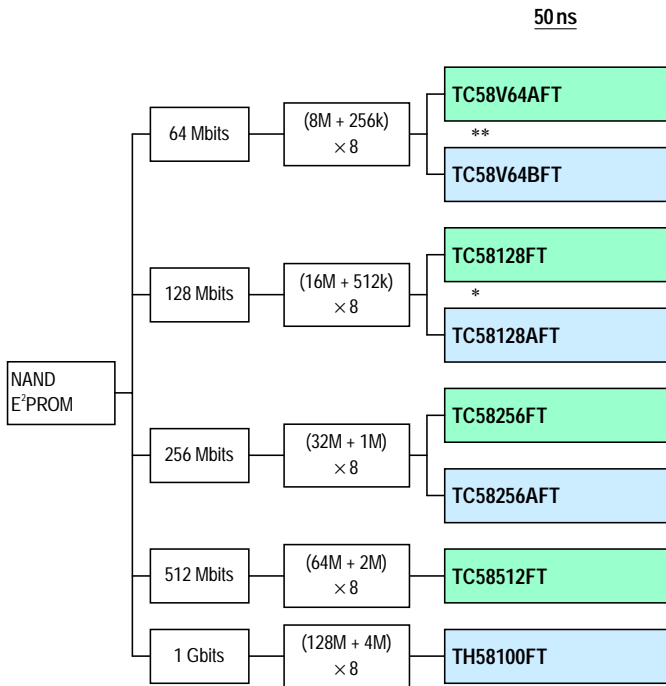 50 ns
TC58V64AFT
64 Mbits
(8M + 256k)
× 8
**
TC58V64BFT
TC58128FT
128 Mbits
(16M + 512k)
× 8
*
TC58128AFT
NAND
E²PROM
TC58256FT
256 Mbits
(32M + 1M)
× 8
TC58256AFT
512 Mbits
(64M + 2M)
× 8
TC58512FT
1 Gbits
(128M + 4M)
× 8
TH58100FT